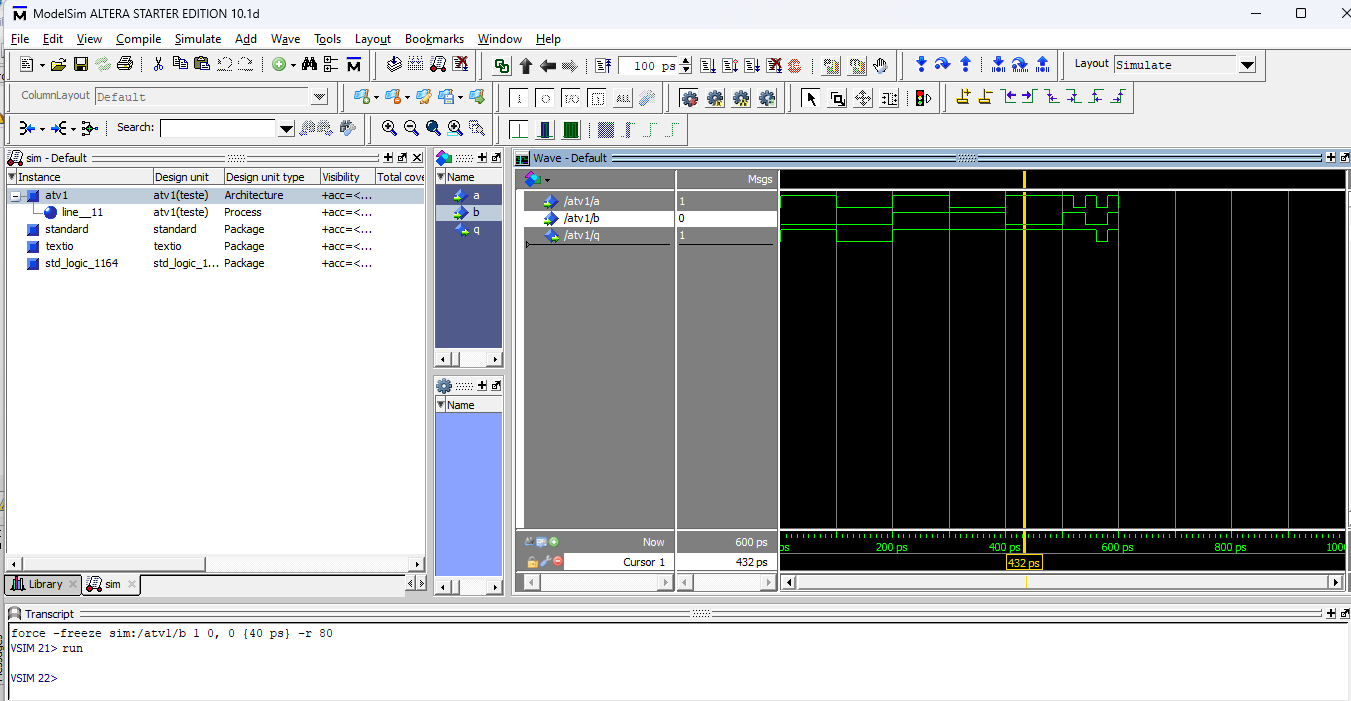 ModelSim ALTERA STARTER EDITION 10.1d
File Edit View Compile Simulate Add Wave Tools Layout Bookmarks Window Help
100 ps
Layout Simulate
ColumnLayout Default
Search:
sim - Default
Instance Design unit Design unit type Visibility Total cove
atv1 atv1(teste) Architecture +acc=<...
line__11 atv1(teste) Process +acc=<...
standard standard Package +acc=<...
textio textio Package +acc=<...
std_logic_1164 std_logic_1... Package +acc=<...
Library sim
Name
a
b
q
Name
Wave - Default
Msgs
/atv1/a 1
/atv1/b 0
/atv1/q 1
Now 600 ps
Cursor 1 432 ps
ps 200 ps 400 ps 600 ps 800 ps 1000
432 ps
Transcript
force -freeze sim:/atv1/b 1 0, 0 {40 ps} -r 80
VSIM 21> run
VSIM 22>